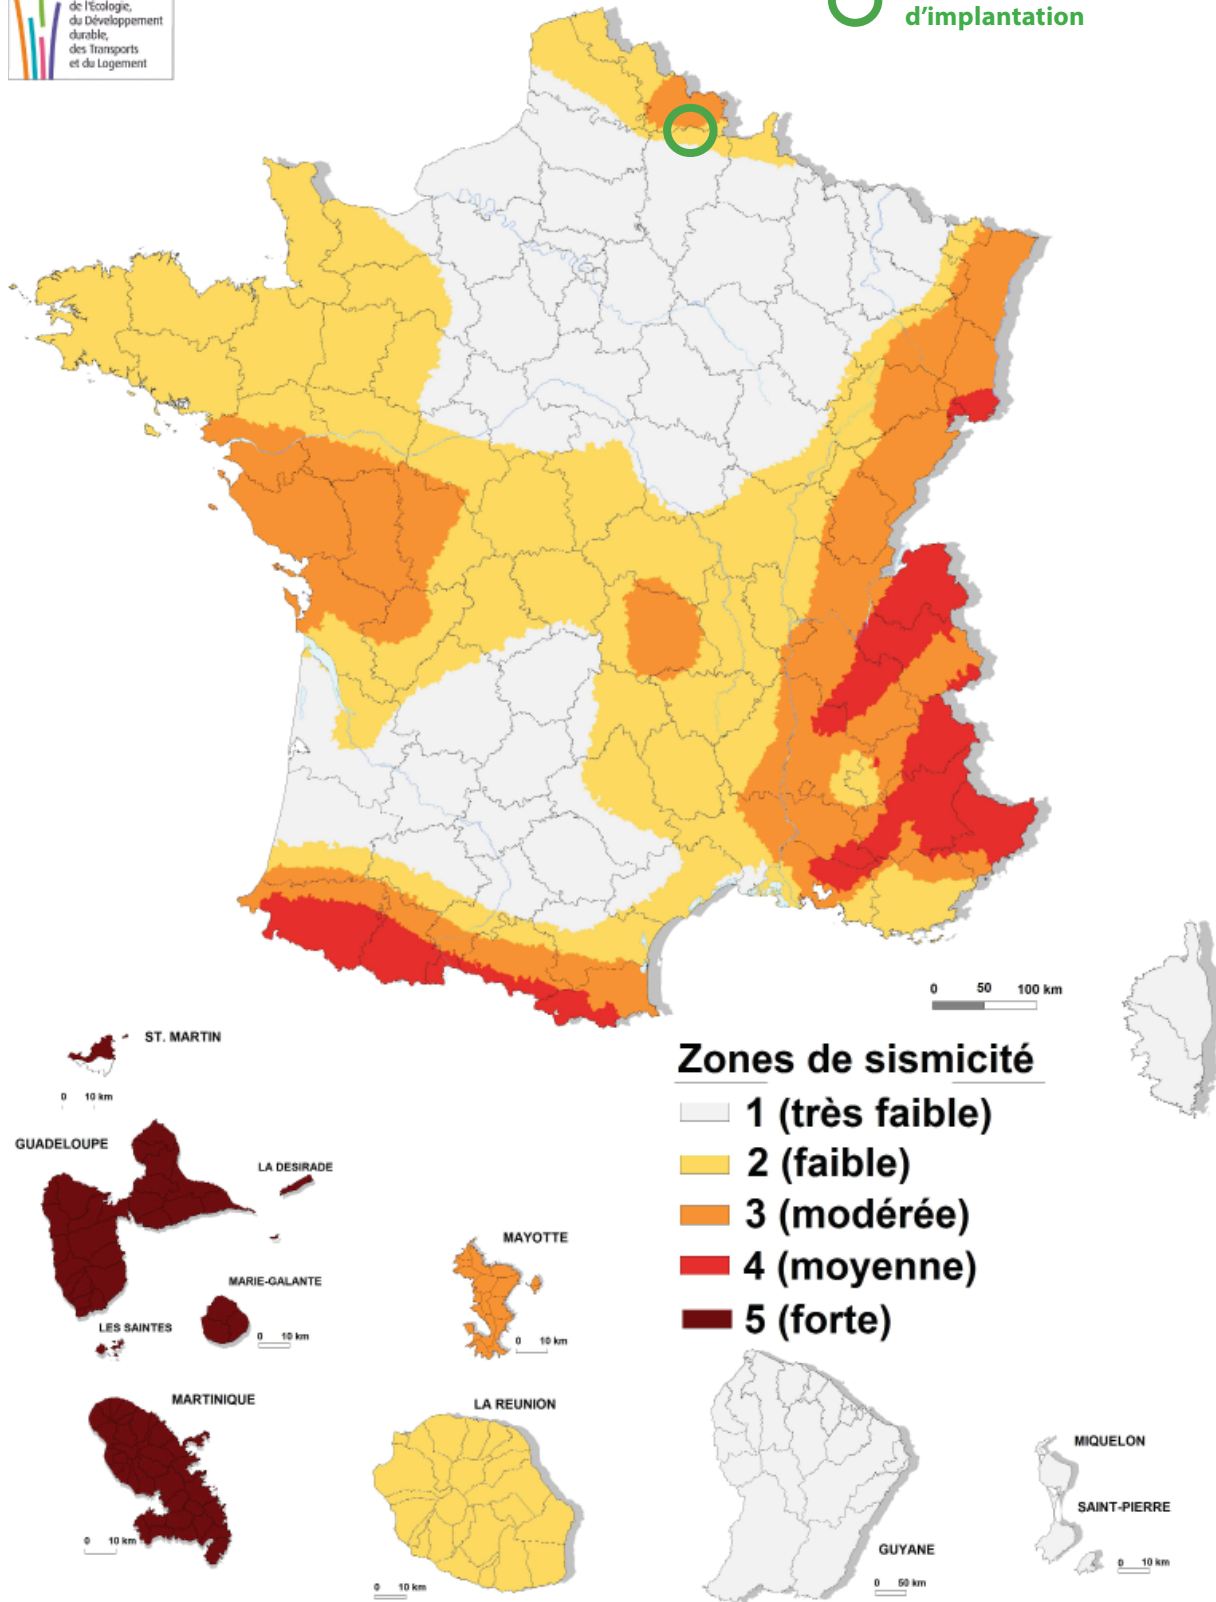 de l'Écologie,
du Développement
durable,
des Transports
et du Logement
d'implantation
0 50 100 km
ST. MARTIN
0 10 km
Zones de sismicité
1 (très faible)
2 (faible)
3 (modérée)
4 (moyenne)
5 (forte)
GUADELOUPE
LA DESIRADE
MARIE-GALANTE
LES SAINTES
0 10 km
MAYOTTE
0 10 km
MARTINIQUE
0 10 km
LA REUNION
0 10 km
GUYANE
0 50 km
MIQUELON
SAINT-PIERRE
0 10 km